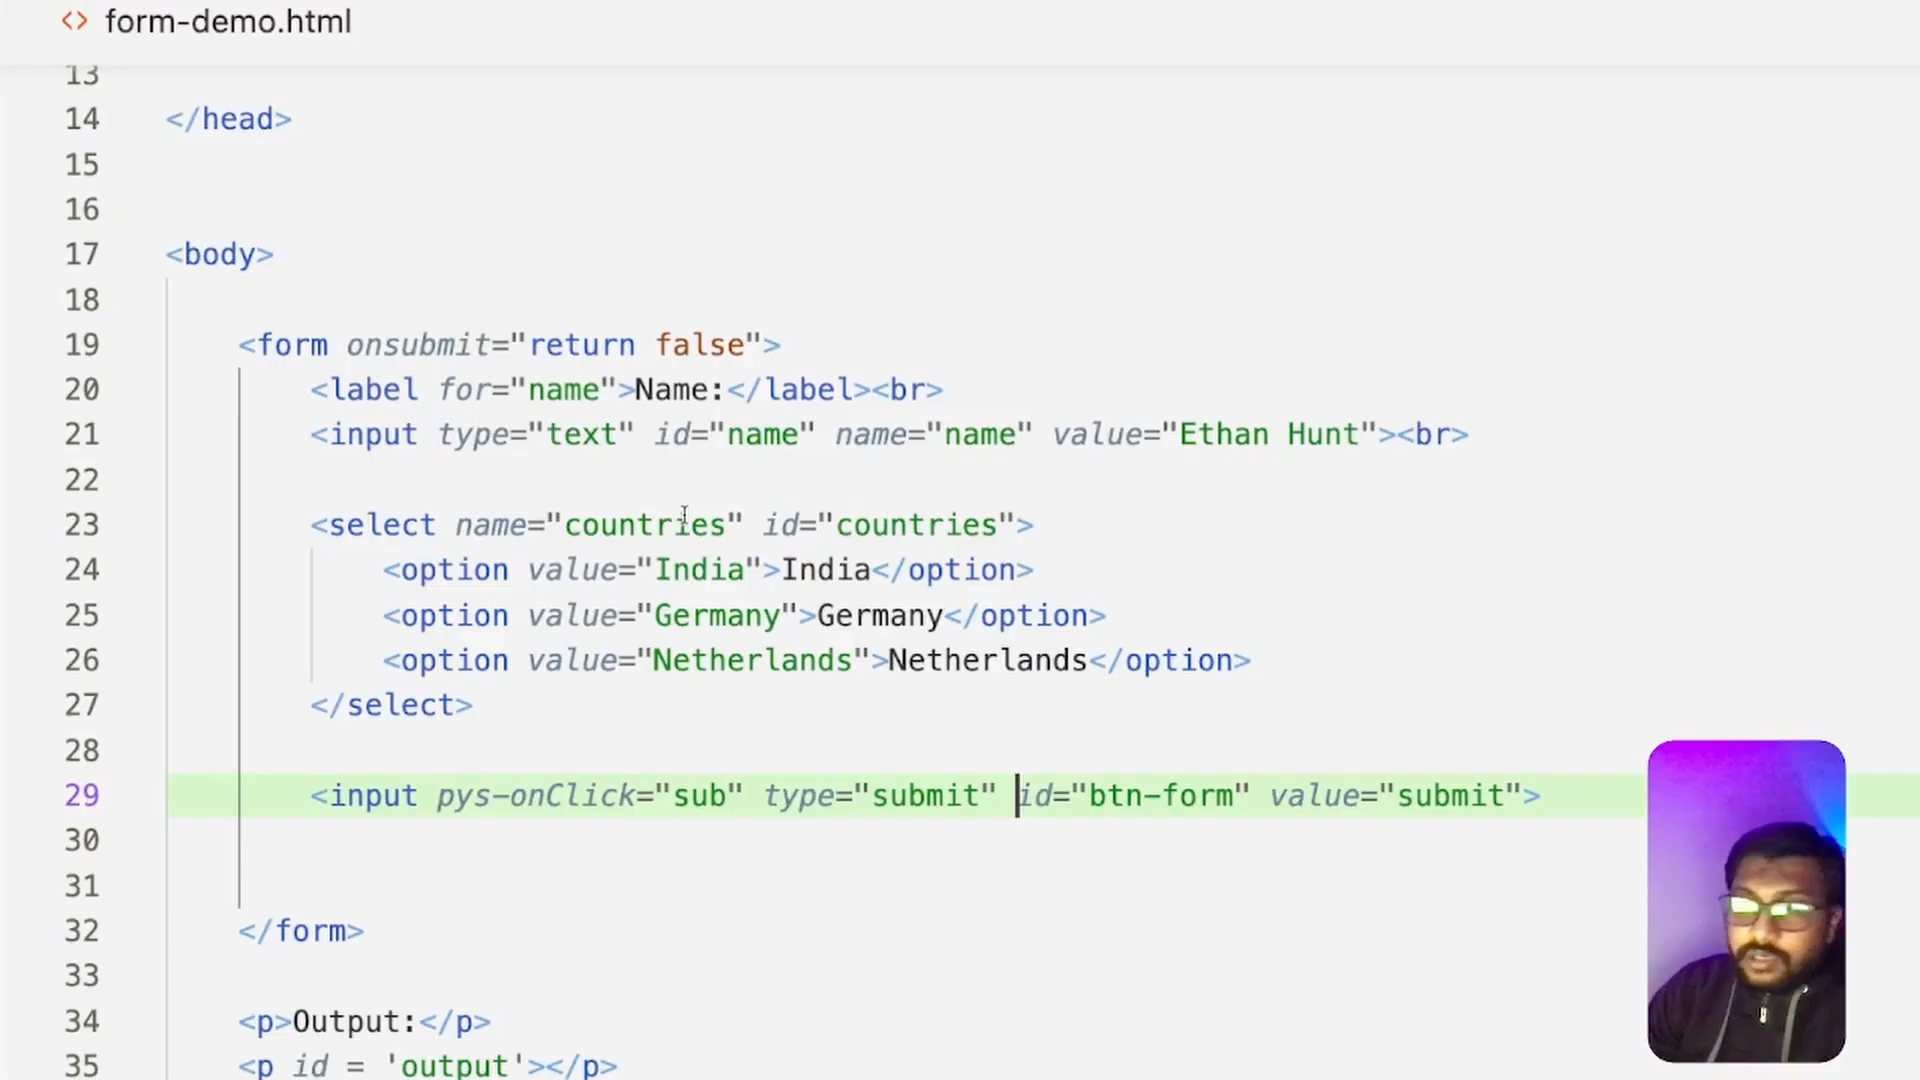 <> form-demo.html
13
14 </head>
15
16
17 <body>
18
19 <form onsubmit="return false">
20 <label for="name">Name:</label><br>
21 <input type="text" id="name" name="name" value="Ethan Hunt"><br>
22
23 <select name="countries" id="countries">
24 <option value="India">India</option>
25 <option value="Germany">Germany</option>
26 <option value="Netherlands">Netherlands</option>
27 </select>
28
29 <input pys-onClick="sub" type="submit" id="btn-form" value="submit">
30
31
32 </form>
33
34 <p>Output:</p>
35 <p id = 'output'></p>